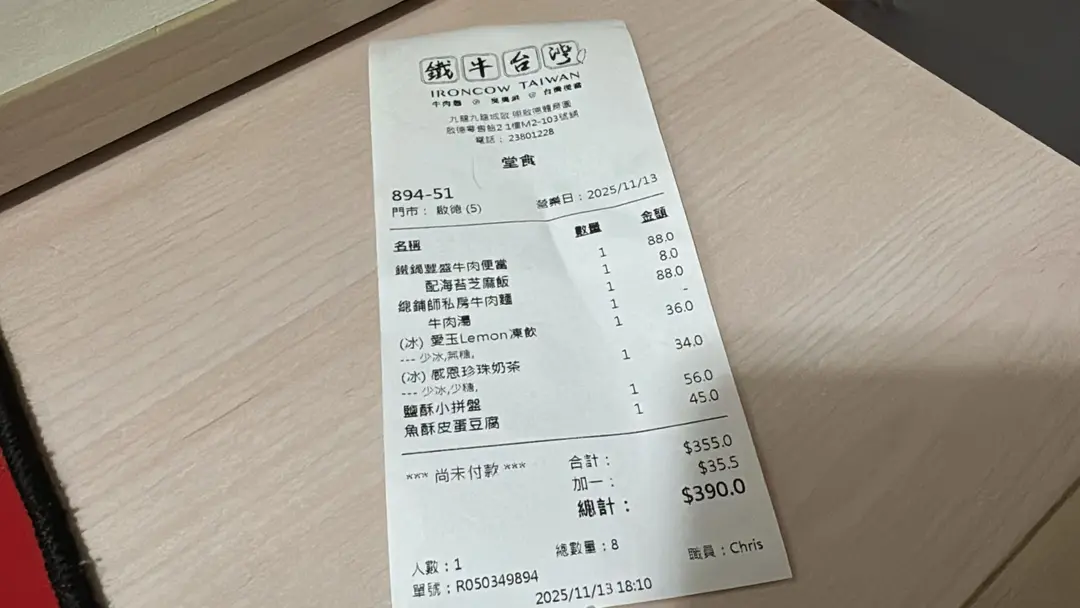 鐵牛台灣
IRONCOW TAIWAN
牛肉麵 台灣便當
九龍九龍城啟德啟德體育園
啟德零售館2 1樓M2-103號舖
電話： 23801228
堂食
894-51
門市： 啟德 (5) 營業日：2025/11/13
名稱 數量 金額
鐵鍋豐盛牛肉便當 1 88.0
配海苔芝麻飯 1 8.0
總鋪師私房牛肉麵 1 88.0
牛肉湯 1 -
(冰) 愛玉Lemon凍飲 1 36.0
--- 少冰,無糖,
(冰) 感恩珍珠奶茶 1 34.0
--- 少冰,少糖,
鹽酥小拼盤 1 56.0
魚酥皮蛋豆腐 1 45.0
*** 尚未付款 *** 合計： $355.0
加一： $35.5
總計： $390.0
人數：1 總數量：8 職員：Chris
單號：R050349894
2025/11/13 18:10